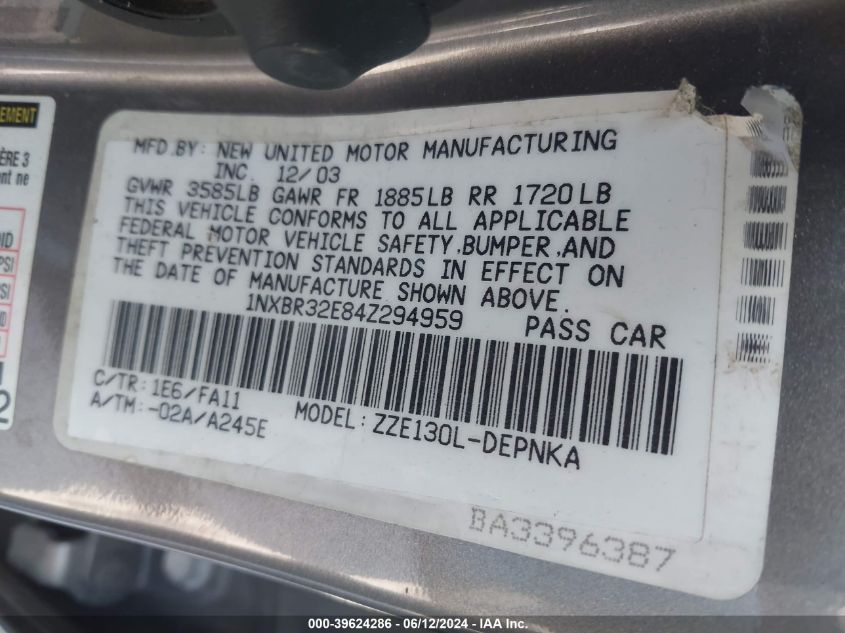 EMENT
ÈRE 3
nt ne
MFD.BY: NEW UNITED MOTOR MANUFACTURING
INC. 12/03
GVWR 3585LB GAWR FR 1885LB RR 1720LB
THIS VEHICLE CONFORMS TO ALL APPLICABLE
FEDERAL MOTOR VEHICLE SAFETY,BUMPER,AND
THEFT PREVENTION STANDARDS IN EFFECT ON
THE DATE OF MANUFACTURE SHOWN ABOVE.
1NXBR32E84Z294959 PASS CAR
C/TR: 1E6/FA11
A/TM: -02A/A245E MODEL: ZZE130L-DEPNKA
BA3396387
000-39624286 - 06/12/2024 - IAA, Inc.